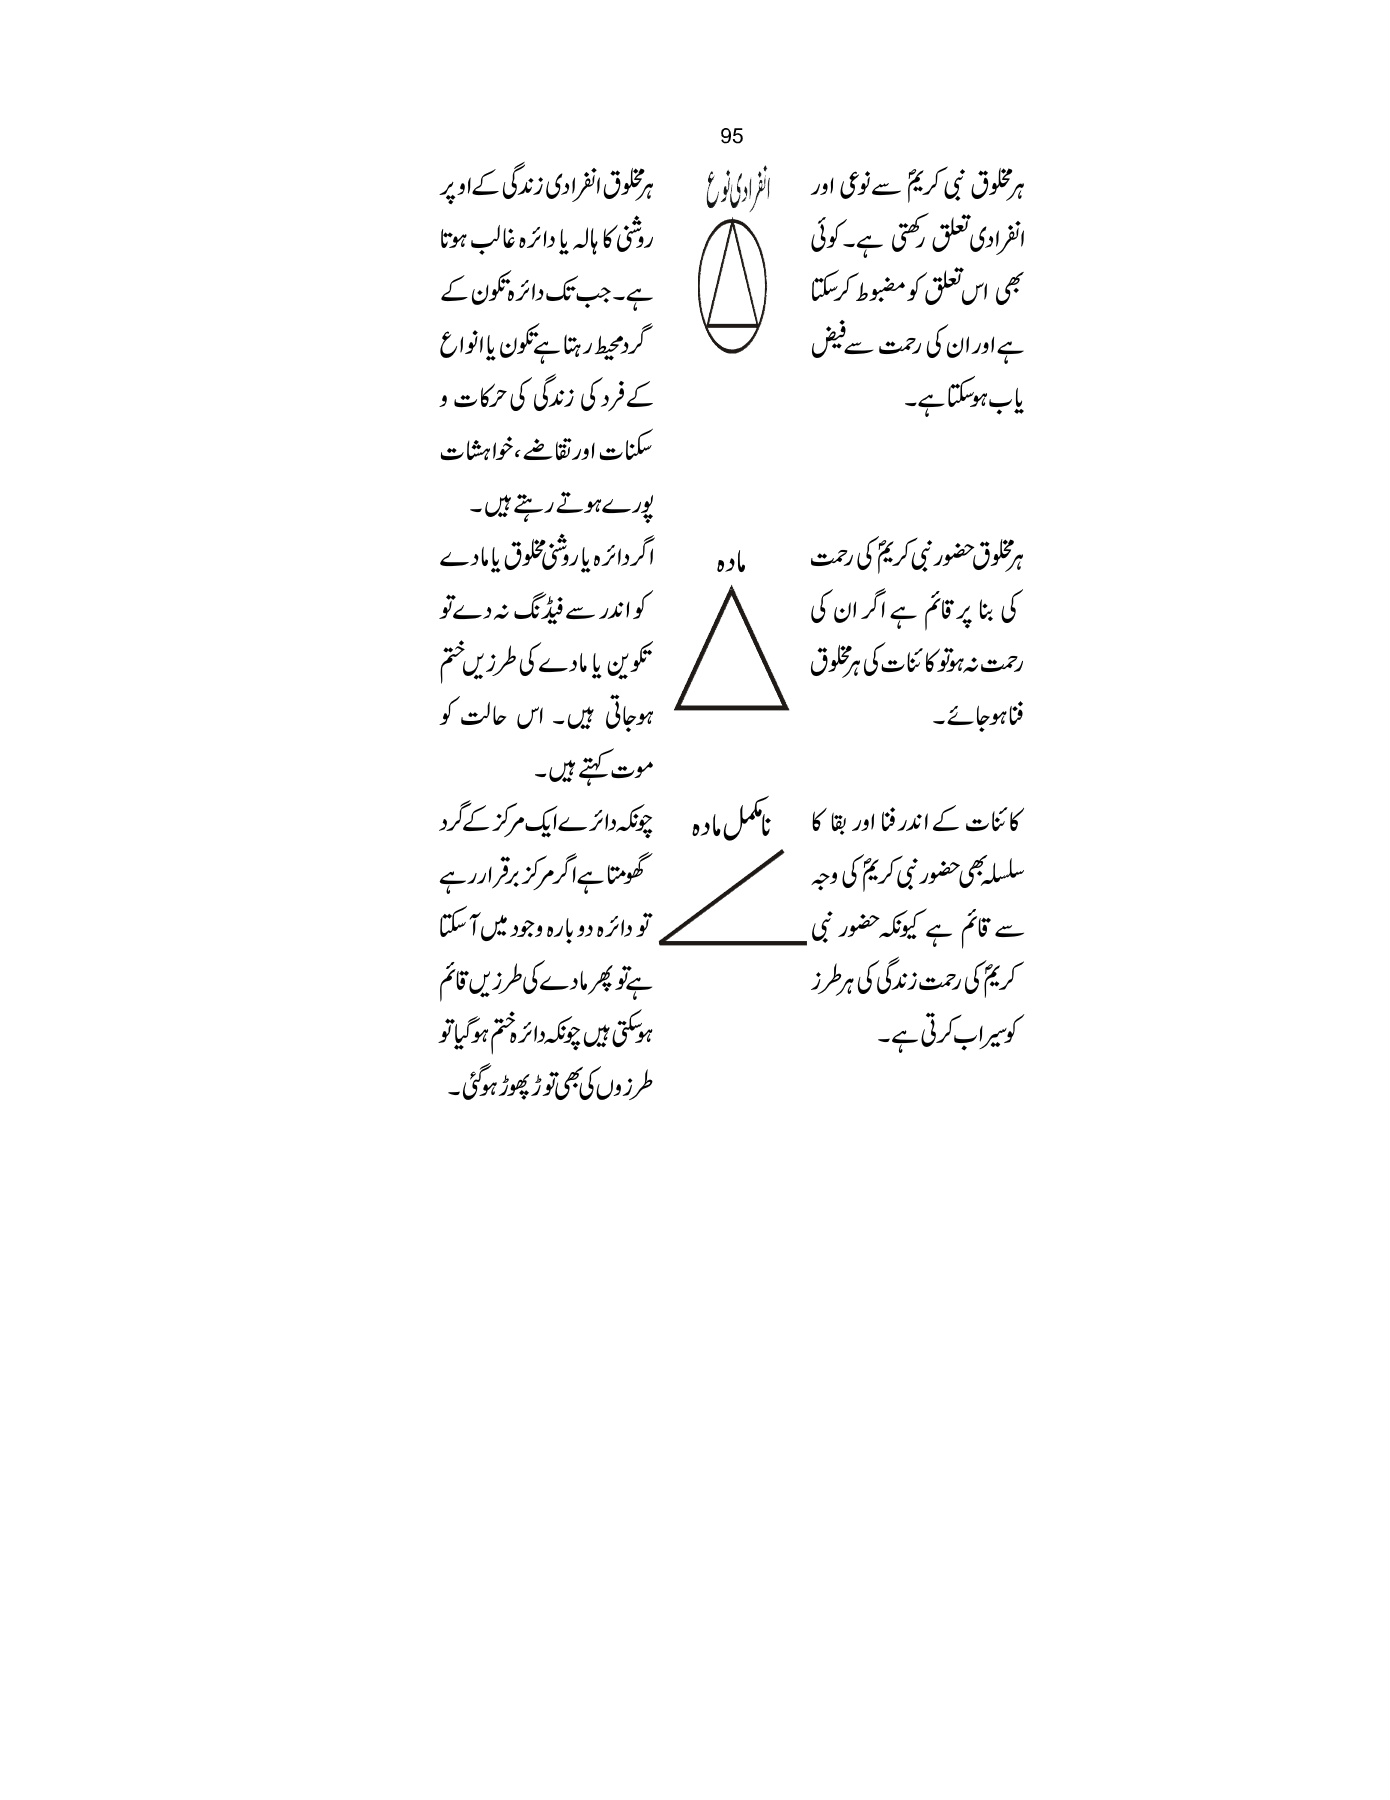 95
ہر مخلوق نبی کریمؐ سے نوعی اور
انفرادی تعلق رکھتی ہے۔ کوئی
بھی اس تعلق کو مضبوط کرسکتا
ہے اور ان کی رحمت سے فیض
یاب ہوسکتا ہے۔
انفرادی نوع
ہر مخلوق انفرادی زندگی کے اوپر
روشنی کا ہالہ یا دائرہ غالب ہوتا
ہے۔ جب تک دائرہ تکون کے
گرد محیط رہتا ہے تکون یا انواع
کے فرد کی زندگی کی حرکات و
سکنات اور تقاضے، خواہشات
پورے ہوتے رہتے ہیں۔
ہر مخلوق حضور نبی کریمؐ کی رحمت
کی بنا پر قائم ہے اگر ان کی
رحمت نہ ہو تو کائنات کی ہر مخلوق
فنا ہوجائے۔
مادہ
اگر دائرہ یا روشنی مخلوق یا مادے
کو اندر سے فیڈنگ نہ دے تو
تکوین یا مادے کی طرزیں ختم
ہوجاتی ہیں۔ اس حالت کو
موت کہتے ہیں۔
کائنات کے اندر فنا اور بقا کا
سلسلہ بھی حضور نبی کریمؐ کی وجہ
سے قائم ہے کیونکہ حضور نبی
کریمؐ کی رحمت زندگی کی ہر طرز
کو سیراب کرتی ہے۔
نامکمل مادہ
چونکہ دائرے ایک مرکز کے گرد
گھومتا ہے اگر مرکز برقرار رہے
تو دائرہ دوبارہ وجود میں آسکتا
ہے تو پھر مادے کی طرزیں قائم
ہوسکتی ہیں چونکہ دائرہ ختم ہوگیا تو
طرزوں کی بھی توڑ پھوڑ ہوگئی۔